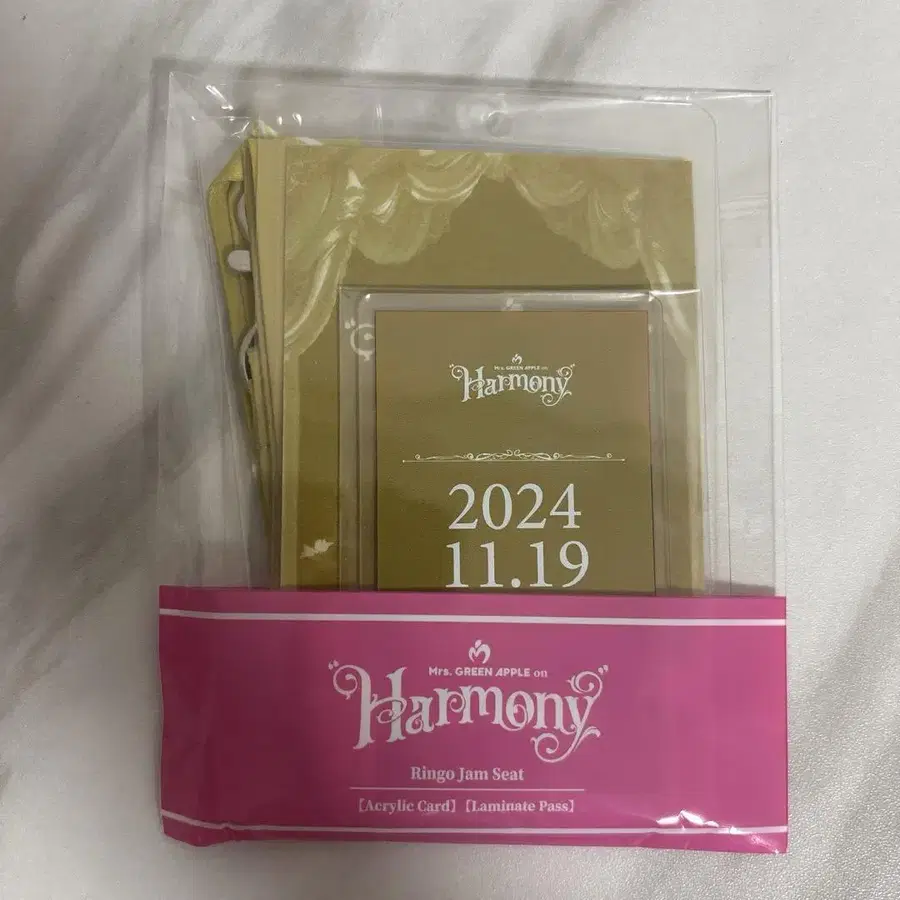 Mrs. GREEN APPLE on
Harmony
2024
11.19
Mrs. GREEN APPLE on
"Harmony"
Ringo Jam Seat
【Acrylic Card】【Laminate Pass】